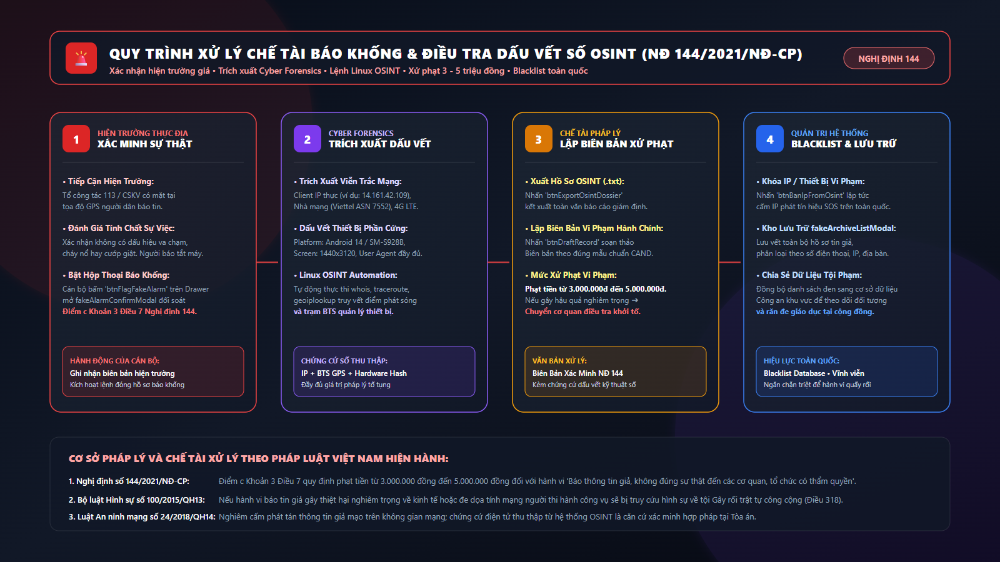 QUY TRÌNH XỬ LÝ CHẾ TÀI BÁO KHỐNG & ĐIỀU TRA DẤU VẾT SỐ OSINT (NĐ 144/2021/NĐ-CP)
Xác nhận hiện trường giả • Trích xuất Cyber Forensics • Lệnh Linux OSINT • Xử phạt 3 - 5 triệu đồng • Blacklist toàn quốc
NGHỊ ĐỊNH 144
1
HIỆN TRƯỜNG THỰC ĐỊA
XÁC MINH SỰ THẬT
• Tiếp Cận Hiện Trường:
Tổ công tác 113 / CSKV có mặt tại
tọa độ GPS người dân báo tin.
• Đánh Giá Tính Chất Sự Việc:
Xác nhận không có dấu hiệu va chạm,
cháy nổ hay cướp giật. Người báo tắt máy.
• Bật Hộp Thoại Báo Khống:
Cán bộ bấm 'btnFlagFakeAlarm' trên Drawer
mở fakeAlarmConfirmModal đối soát
Điểm c Khoản 3 Điều 7 Nghị định 144.
HÀNH ĐỘNG CỦA CÁN BỘ:
Ghi nhận biên bản hiện trường
Kích hoạt lệnh đóng hồ sơ báo khống
2
CYBER FORENSICS
TRÍCH XUẤT DẤU VẾT
• Trích Xuất Viễn Trắc Mạng:
Client IP thực (ví dụ: 14.161.42.109),
Nhà mạng (Viettel ASN 7552), 4G LTE.
• Dấu Vết Thiết Bị Phần Cứng:
Platform: Android 14 / SM-S928B,
Screen: 1440x3120, User Agent đầy đủ.
• Linux OSINT Automation:
Tự động thực thi whois, traceroute,
geoiplookup truy vết điểm phát sóng
và trạm BTS quản lý thiết bị.
CHỨNG CỨ SỐ THU THẬP:
IP + BTS GPS + Hardware Hash
Đầy đủ giá trị pháp lý tố tụng
3
CHẾ TÀI PHÁP LÝ
LẬP BIÊN BẢN XỬ PHẠT
• Xuất Hồ Sơ OSINT (.txt):
Nhấn 'btnExportOsintDossier'
kết xuất toàn văn báo cáo giám định.
• Lập Biên Bản Vi Phạm Hành Chính:
Nhấn 'btnDraftRecord' soạn thảo
Biên bản theo đúng mẫu chuẩn CAND.
• Mức Xử Phạt Vi Phạm:
Phạt tiền từ 3.000.000đ đến 5.000.000đ.
Nếu gây hậu quả nghiêm trọng →
Chuyển cơ quan điều tra khởi tố.
VĂN BẢN XỬ LÝ:
Biên Bản Xác Minh NĐ 144
Kèm chứng cứ dấu vết kỹ thuật số
4
QUẢN TRỊ HỆ THỐNG
BLACKLIST & LƯU TRỮ
• Khóa IP / Thiết Bị Vi Phạm:
Nhấn 'btnBanIpFromOsint' lập tức
cấm IP phát tín hiệu SOS trên toàn quốc.
• Kho Lưu Trữ fakeArchiveListModal:
Lưu vết toàn bộ hồ sơ tin giả,
phân loại theo số điện thoại, IP, địa bàn.
• Chia Sẻ Dữ Liệu Tội Phạm:
Đồng bộ danh sách đen sang cơ sở dữ liệu
Công an khu vực để theo dõi đối tượng
và răn đe giáo dục tại cộng đồng.
HIỆU LỰC TOÀN QUỐC:
Blacklist Database • Vĩnh viễn
Ngăn chặn triệt để hành vi quấy rối
CƠ SỞ PHÁP LÝ VÀ CHẾ TÀI XỬ LÝ THEO PHÁP LUẬT VIỆT NAM HIỆN HÀNH:
1. Nghị định số 144/2021/NĐ-CP: Điểm c Khoản 3 Điều 7 quy định phạt tiền từ 3.000.000 đồng đến 5.000.000 đồng đối với hành vi 'Báo thông tin giả, không đúng sự thật đến các cơ quan, tổ chức có thẩm quyền'.
2. Bộ luật Hình sự số 100/2015/QH13: Nếu hành vi báo tin giả gây thiệt hại nghiêm trọng về kinh tế hoặc đe dọa tính mạng người thi hành công vụ sẽ bị truy cứu hình sự về tội Gây rối trật tự công cộng (Điều 318).
3. Luật An ninh mạng số 24/2018/QH14: Nghiêm cấm phát tán thông tin giả mạo trên không gian mạng; chứng cứ điện tử thu thập từ hệ thống OSINT là căn cứ xác minh hợp pháp tại Tòa án.